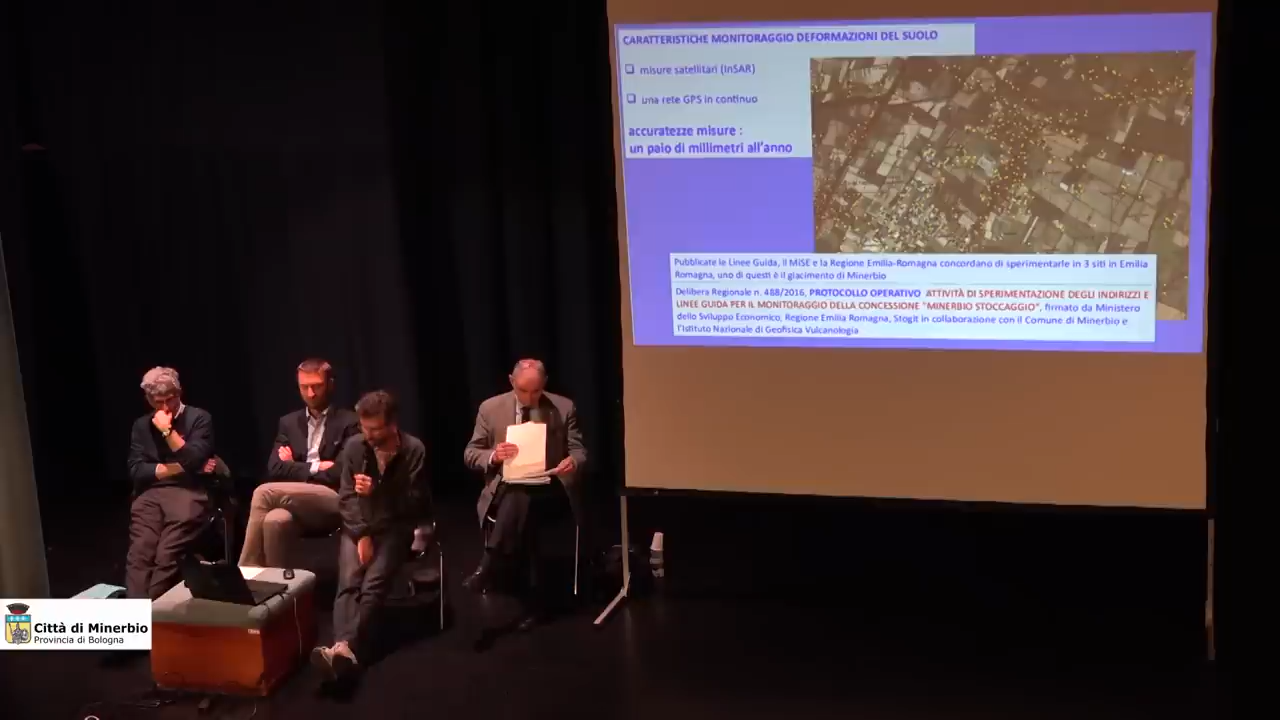 CARATTERISTICHE MONITORAGGIO DEFORMAZIONI DEL SUOLO
misure satellitari (InSAR)
una rete GPS in continuo
accuratezze misure :
un paio di millimetri all'anno
Pubblicate le Linee Guida, il MiSE e la Regione Emilia-Romagna concordano di sperimentarle in 3 siti in Emilia
Romagna, uno di questi è il giacimento di Minerbio
Delibera Regionale n. 488/2016, PROTOCOLLO OPERATIVO ATTIVITÀ DI SPERIMENTAZIONE DEGLI INDIRIZZI E
LINEE GUIDA PER IL MONITORAGGIO DELLA CONCESSIONE "MINERBIO STOCCAGGIO", firmato da Ministero
dello Sviluppo Economico, Regione Emilia Romagna, Stogit in collaborazione con il Comune di Minerbio e
l'Istituto Nazionale di Geofisica Vulcanologia
Città di Minerbio
Provincia di Bologna